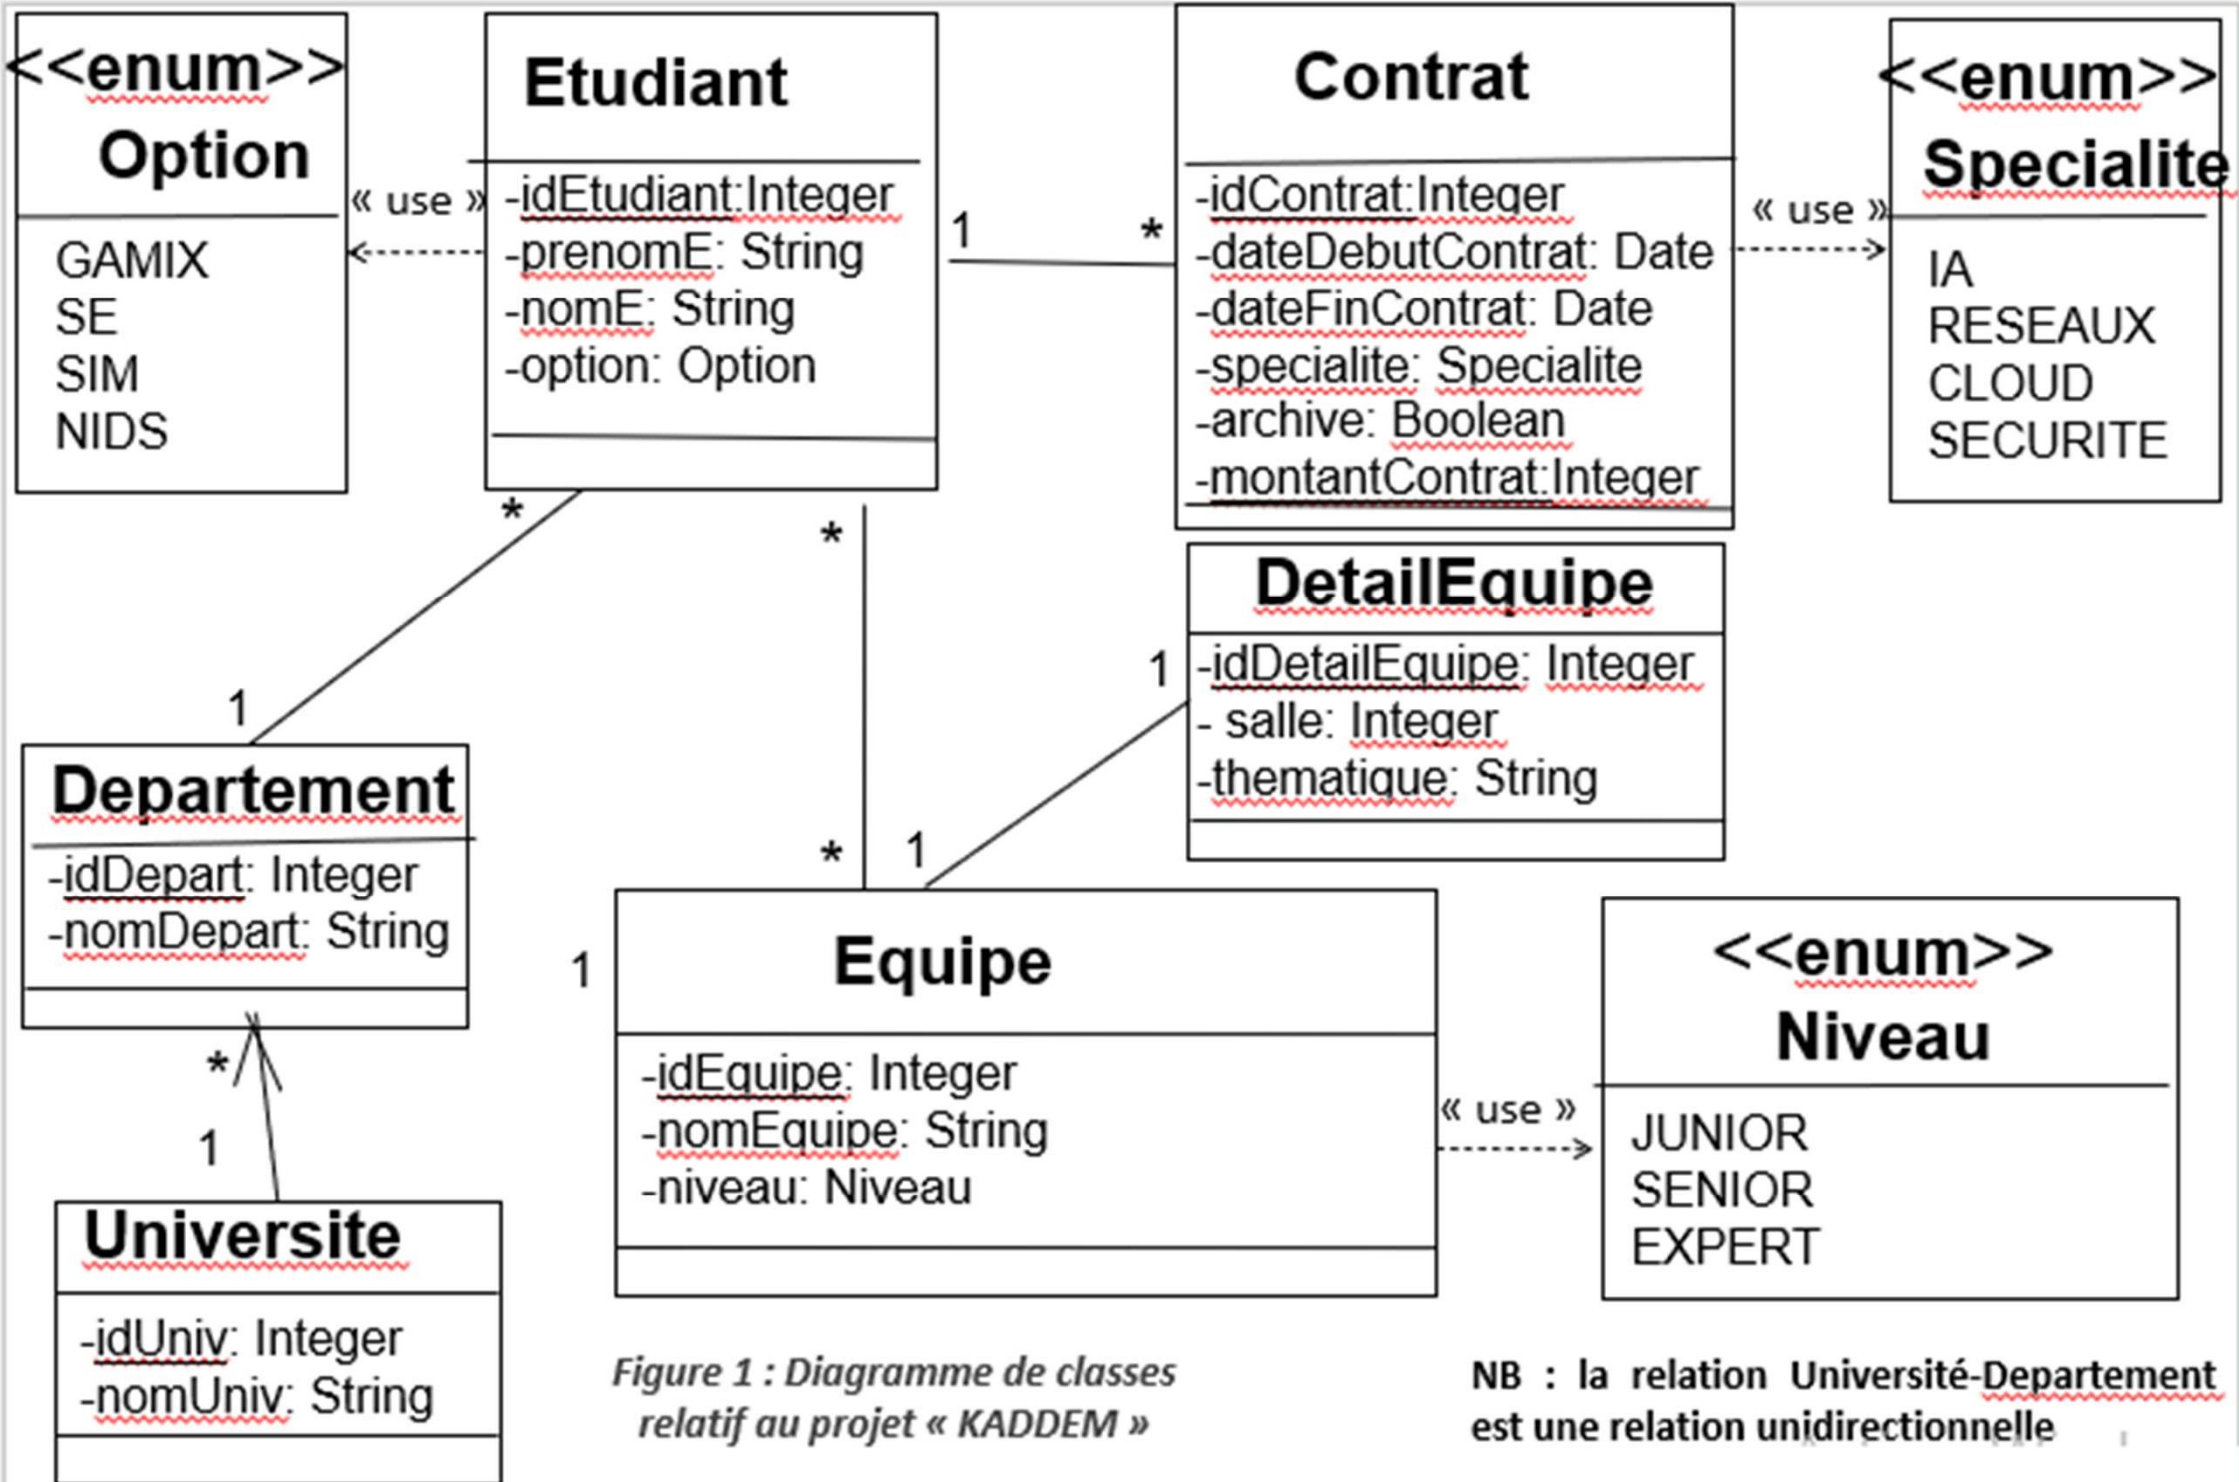 <<enum>>
Option
GAMIX
SE
SIM
NIDS
« use »
Etudiant
-idEtudiant:Integer
-prenomE: String
-nomE: String
-option: Option
1
*
Contrat
-idContrat:Integer
-dateDebutContrat: Date
-dateFinContrat: Date
-specialite: Specialite
-archive: Boolean
-montantContrat:Integer
« use »
<<enum>>
Specialite
IA
RESEAUX
CLOUD
SECURITE
*
1
*
*
DetailEquipe
-idDetailEquipe: Integer
- salle: Integer
-thematique: String
1
1
Departement
-idDepart: Integer
-nomDepart: String
*
1
Universite
-idUniv: Integer
-nomUniv: String
1
Equipe
-idEquipe: Integer
-nomEquipe: String
-niveau: Niveau
« use »
<<enum>>
Niveau
JUNIOR
SENIOR
EXPERT
Figure 1 : Diagramme de classes
relatif au projet « KADDEM »
NB : la relation Université-Departement
est une relation unidirectionnelle